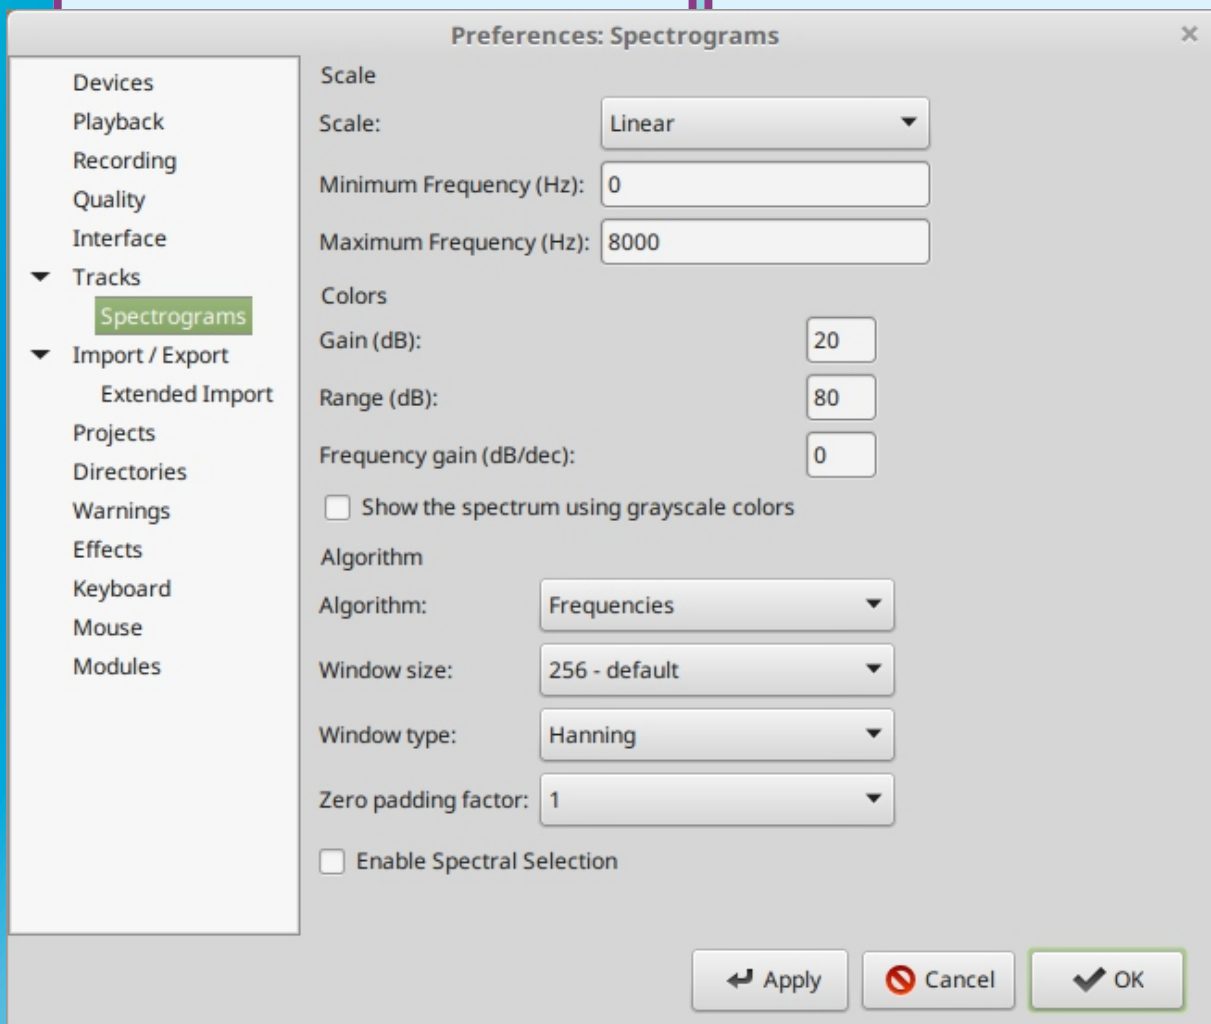 Preferences: Spectrograms
Devices
Playback
Recording
Quality
Interface
Tracks
Spectrograms
Import / Export
Extended Import
Projects
Directories
Warnings
Effects
Keyboard
Mouse
Modules
Scale
Scale: Linear
Minimum Frequency (Hz): 0
Maximum Frequency (Hz): 8000
Colors
Gain (dB): 20
Range (dB): 80
Frequency gain (dB/dec): 0
Show the spectrum using grayscale colors
Algorithm
Algorithm: Frequencies
Window size: 256 - default
Window type: Hanning
Zero padding factor: 1
Enable Spectral Selection
Apply Cancel OK